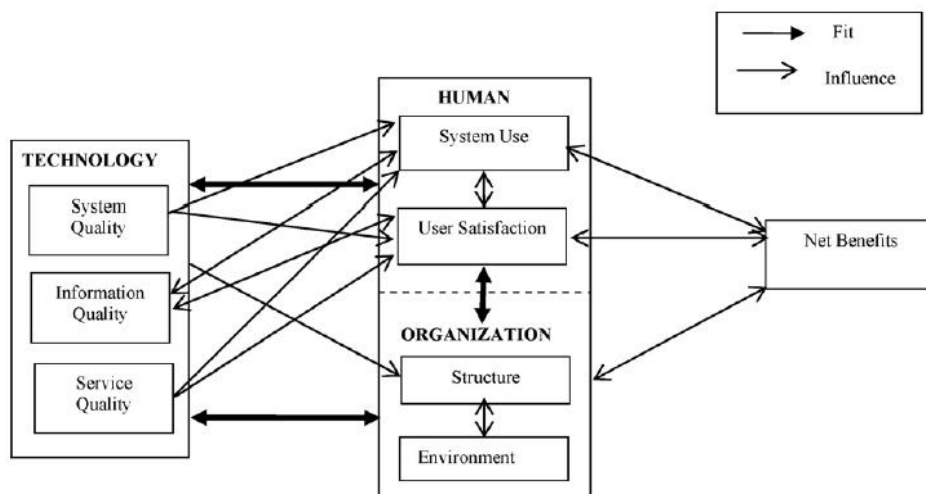 Fit
Influence
HUMAN
System Use
User Satisfaction
TECHNOLOGY
System
Quality
Information
Quality
Service
Quality
ORGANIZATION
Structure
Environment
Net Benefits